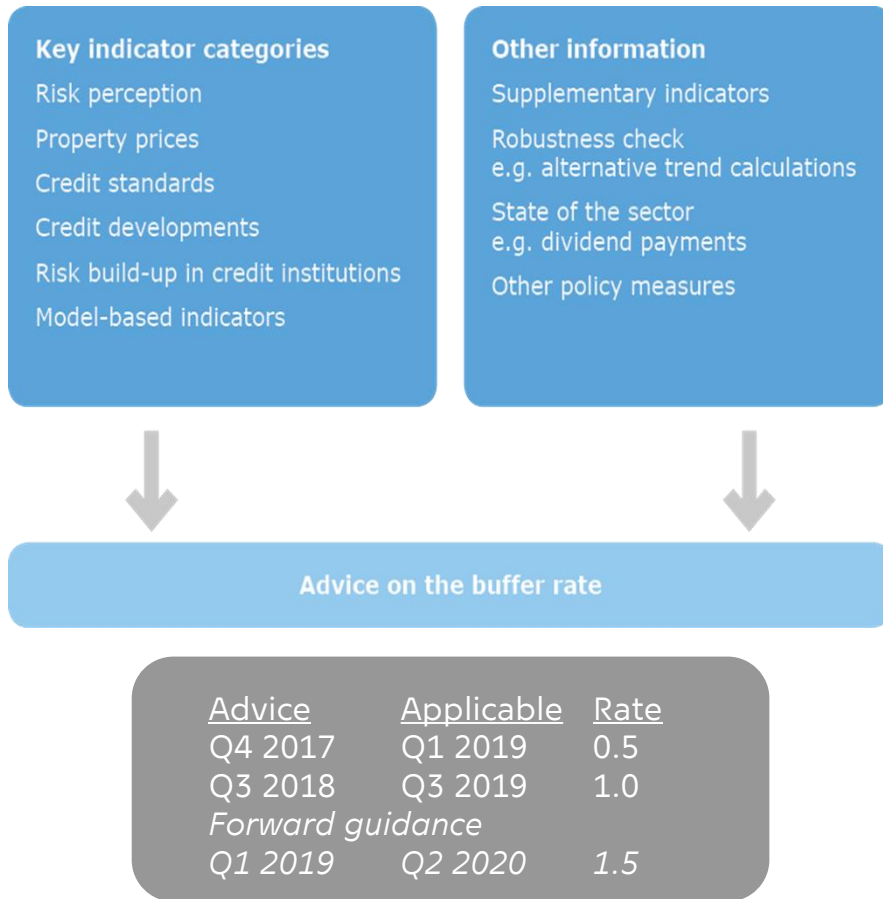 Key indicator categories
Risk perception
Property prices
Credit standards
Credit developments
Risk build-up in credit institutions
Model-based indicators
Other information
Supplementary indicators
Robustness check
e.g. alternative trend calculations
State of the sector
e.g. dividend payments
Other policy measures
Advice on the buffer rate
Advice Applicable Rate
Q4 2017 Q1 2019 0.5
Q3 2018 Q3 2019 1.0
Forward guidance
Q1 2019 Q2 2020 1.5